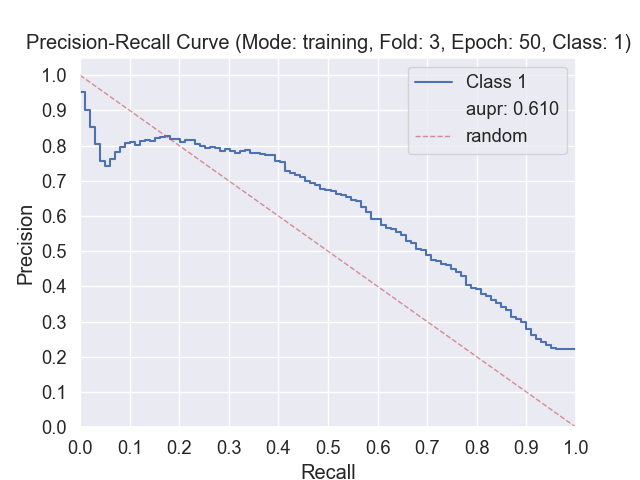 Precision-Recall Curve (Mode: training, Fold: 3, Epoch: 50, Class: 1)
Class 1
aupr: 0.610
random
Precision
1.0
0.9
0.8
0.7
0.6
0.5
0.4
0.3
0.2
0.1
0.0
0.0 0.1 0.2 0.3 0.4 0.5 0.6 0.7 0.8 0.9 1.0
Recall